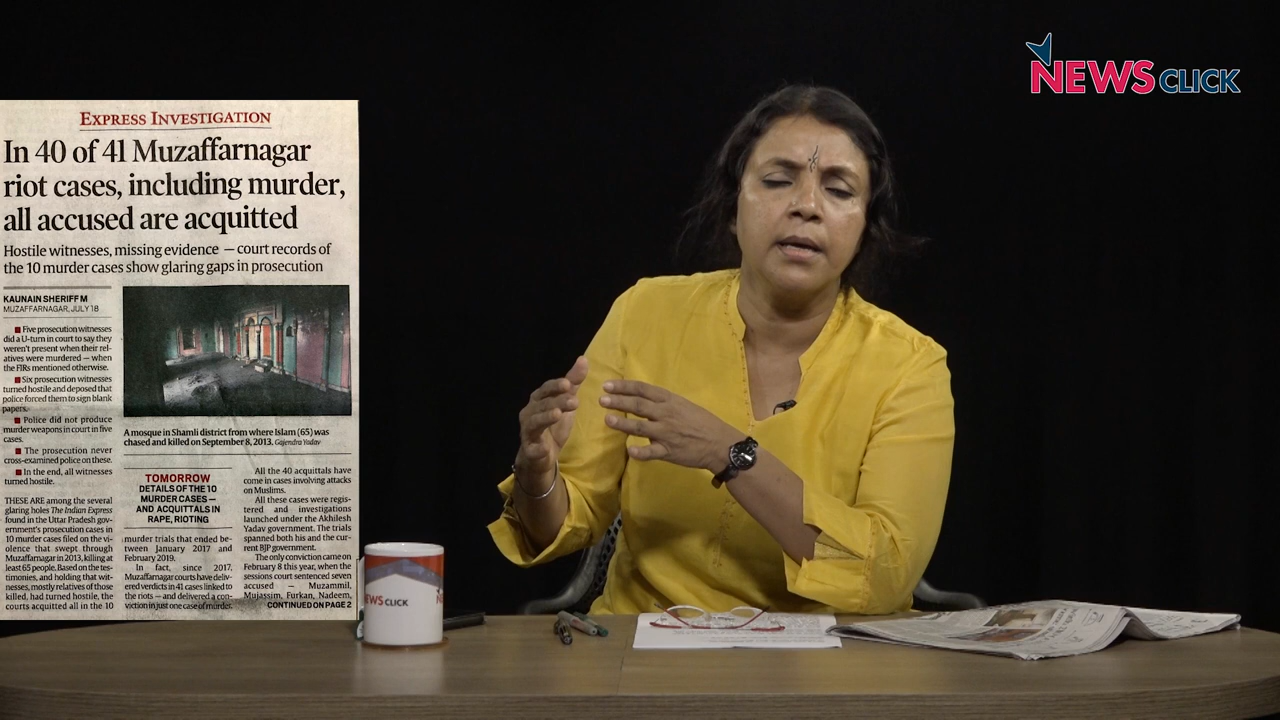 NEWSCLICK
EXPRESS INVESTIGATION
In 40 of 41 Muzaffarnagar
riot cases, including murder,
all accused are acquitted
Hostile witnesses, missing evidence — court records of
the 10 murder cases show glaring gaps in prosecution
KAUNAIN SHERIFF M
MUZAFFARNAGAR, JULY 18
Five prosecution witnesses
did a U-turn in court to say they
weren't present when their rel-
atives were murdered — when
the FIRs mentioned otherwise.
Six prosecution witnesses
turned hostile and deposed that
police forced them to sign blank
papers.
Police did not produce
murder weapons in court in five
cases.
The prosecution never
cross-examined police on these.
In the end, all witnesses
turned hostile.
THESE ARE among the several
glaring holes The Indian Express
found in the Uttar Pradesh gov-
ernment's prosecution cases in
10 murder cases filed on the vi-
olence that swept through
Muzaffarnagar in 2013, killing at
least 65 people. Based on the tes-
timonies, and holding that wit-
nesses, mostly relatives of those
killed, had turned hostile, the
courts acquitted all in the 10
A mosque in Shamli district from where Islam (65) was
chased and killed on September 8, 2013. Gajendra Yadav
TOMORROW
DETAILS OF THE 10
MURDER CASES —
AND ACQUITTALS IN
RAPE, RIOTING
murder trials that ended be-
tween January 2017 and
February 2019.
In fact, since 2017,
Muzaffarnagar courts have deliv-
ered verdicts in 41 cases linked to
the riots — and delivered a con-
viction in just one case of murder.
All the 40 acquittals have
come in cases involving attacks
on Muslims.
All these cases were regis-
tered and investigations
launched under the Akhilesh
Yadav government. The trials
spanned both his and the cur-
rent BJP government.
The only conviction came on
February 8 this year, when the
sessions court sentenced seven
accused — Muzammil,
Mujassim, Furkan, Nadeem,
CONTINUED ON PAGE 2
NEWSCLICK